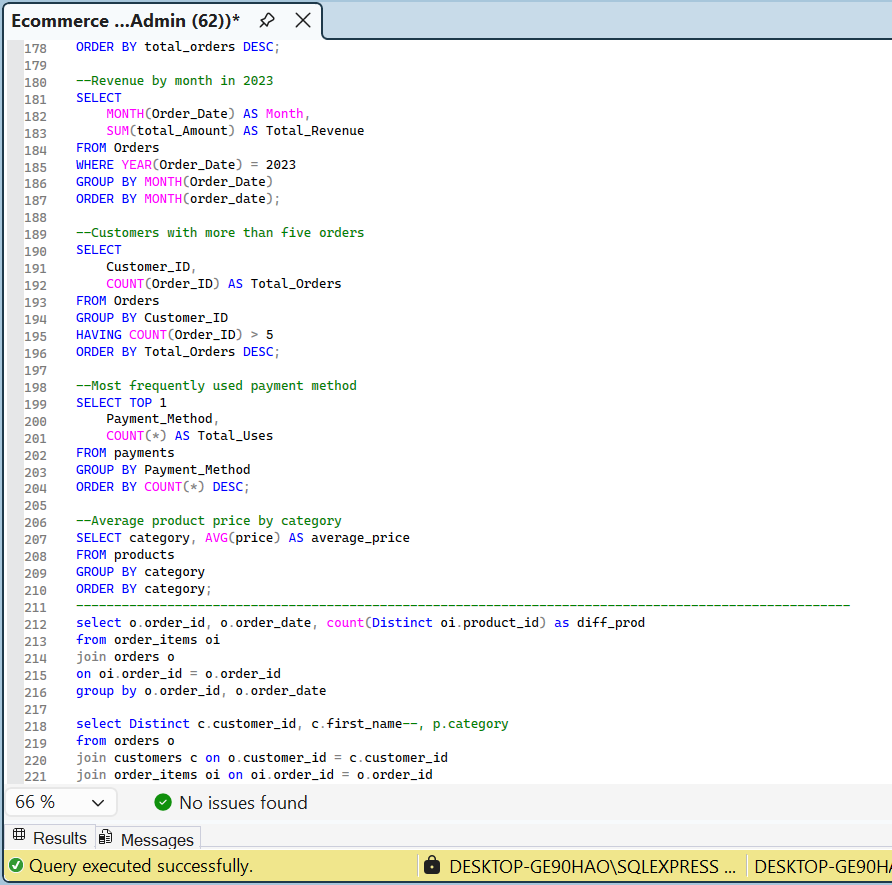 Ecommerce ...Admin (62))*
178 ORDER BY total_orders DESC;
179
180 --Revenue by month in 2023
181 SELECT
182     MONTH(Order_Date) AS Month,
183     SUM(total_Amount) AS Total_Revenue
184 FROM Orders
185 WHERE YEAR(Order_Date) = 2023
186 GROUP BY MONTH(Order_Date)
187 ORDER BY MONTH(order_date);
188
189 --Customers with more than five orders
190 SELECT
191     Customer_ID,
192     COUNT(Order_ID) AS Total_Orders
193 FROM Orders
194 GROUP BY Customer_ID
195 HAVING COUNT(Order_ID) > 5
196 ORDER BY Total_Orders DESC;
197
198 --Most frequently used payment method
199 SELECT TOP 1
200     Payment_Method,
201     COUNT(*) AS Total_Uses
202 FROM payments
203 GROUP BY Payment_Method
204 ORDER BY COUNT(*) DESC;
205
206 --Average product price by category
207 SELECT category, AVG(price) AS average_price
208 FROM products
209 GROUP BY category
210 ORDER BY category;
211 ------------------------------------------------------------------------------------------------------
212 select o.order_id, o.order_date, count(Distinct oi.product_id) as diff_prod
213 from order_items oi
214 join orders o
215 on oi.order_id = o.order_id
216 group by o.order_id, o.order_date
217
218 select Distinct c.customer_id, c.first_name--, p.category
219 from orders o
220 join customers c on o.customer_id = c.customer_id
221 join order_items oi on oi.order_id = o.order_id
66 %
No issues found
Results
Messages
Query executed successfully.
DESKTOP-GE90HAO\SQLEXPRESS ...
DESKTOP-GE90HA